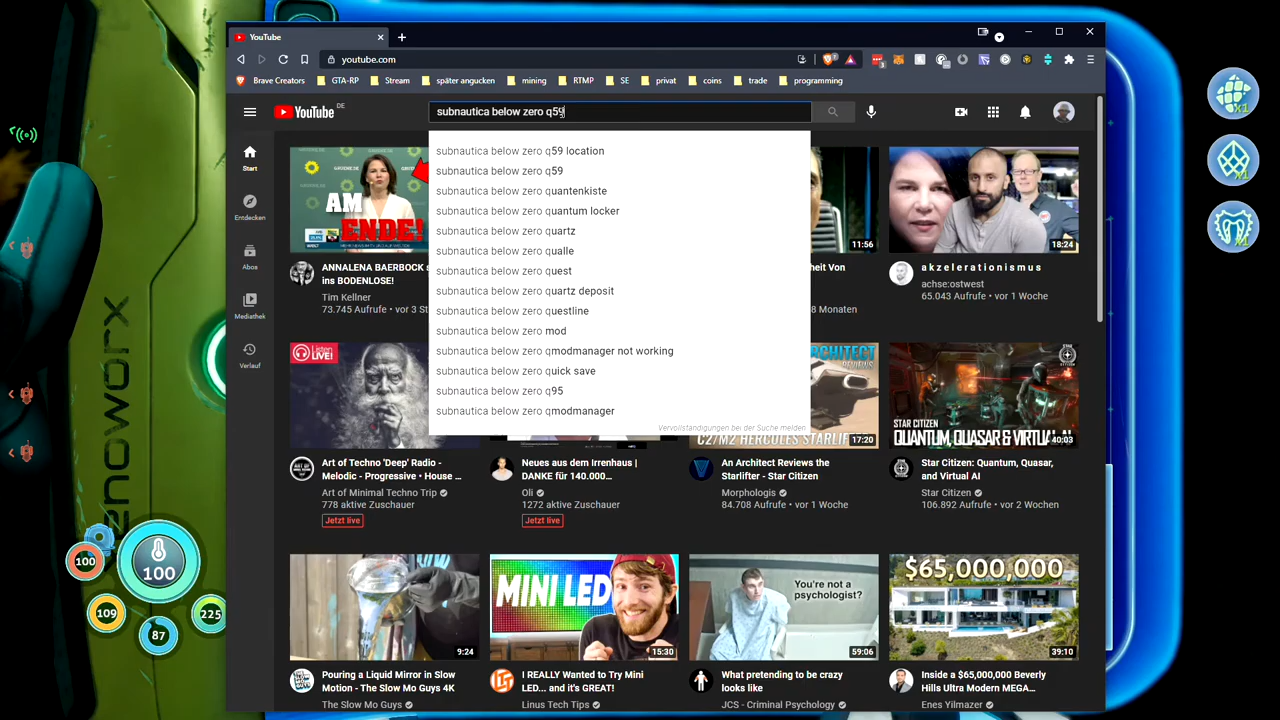 YouTube
youtube.com
Brave Creators
GTA-RP
Stream
später angucken
mining
RTMP
SE
privat
coins
trade
programming
YouTube DE
subnautica below zero q59
subnautica below zero q59 location
subnautica below zero q59
subnautica below zero quantenkiste
subnautica below zero quantum locker
subnautica below zero quartz
subnautica below zero qualle
subnautica below zero quest
subnautica below zero quartz deposit
subnautica below zero questline
subnautica below zero mod
subnautica below zero qmodmanager not working
subnautica below zero quick save
subnautica below zero q95
subnautica below zero qmodmanager
Vervollständigungen bei der Suche melden
Start
Entdecken
Abos
Mediathek
Verlauf
AM
ENDE!
11:56
18:24
ANNALENA BAERBOCK s
ins BODENLOSE!
Tim Kellner
73.745 Aufrufe • vor 3 St
heit Von
8 Monaten
a k z e l e r a t i o n i s m u s
achse:ostwest
65.043 Aufrufe • vor 1 Woche
Listen
LIVE!
ARCHITECT
REVIEWS
C2/M2 HERCULES STARLIF
17:20
STAR CITIZEN
QUANTUM, QUASAR & VIRTUAL AI
40:03
Art of Techno 'Deep' Radio -
Melodic - Progressive • House ...
Art of Minimal Techno Trip
778 aktive Zuschauer
Jetzt live
Neues aus dem Irrenhaus |
DANKE für 140.000...
Oli
1272 aktive Zuschauer
Jetzt live
An Architect Reviews the
Starlifter - Star Citizen
Morphologis
84.708 Aufrufe • vor 1 Woche
Star Citizen: Quantum, Quasar,
and Virtual AI
Star Citizen
106.892 Aufrufe • vor 2 Wochen
9:24
MINI LED
15:30
You're not a
psychologist?
59:06
$65,000,000
39:10
Pouring a Liquid Mirror in Slow
Motion - The Slow Mo Guys 4K
The Slow Mo Guys
I REALLY Wanted to Try Mini
LED... and it's GREAT!
Linus Tech Tips
What pretending to be crazy
looks like
JCS - Criminal Psychology
Inside a $65,000,000 Beverly
Hills Ultra Modern MEGA...
Enes Yilmazer
enoworx
100
100
109
87
225
x1
x1
x1